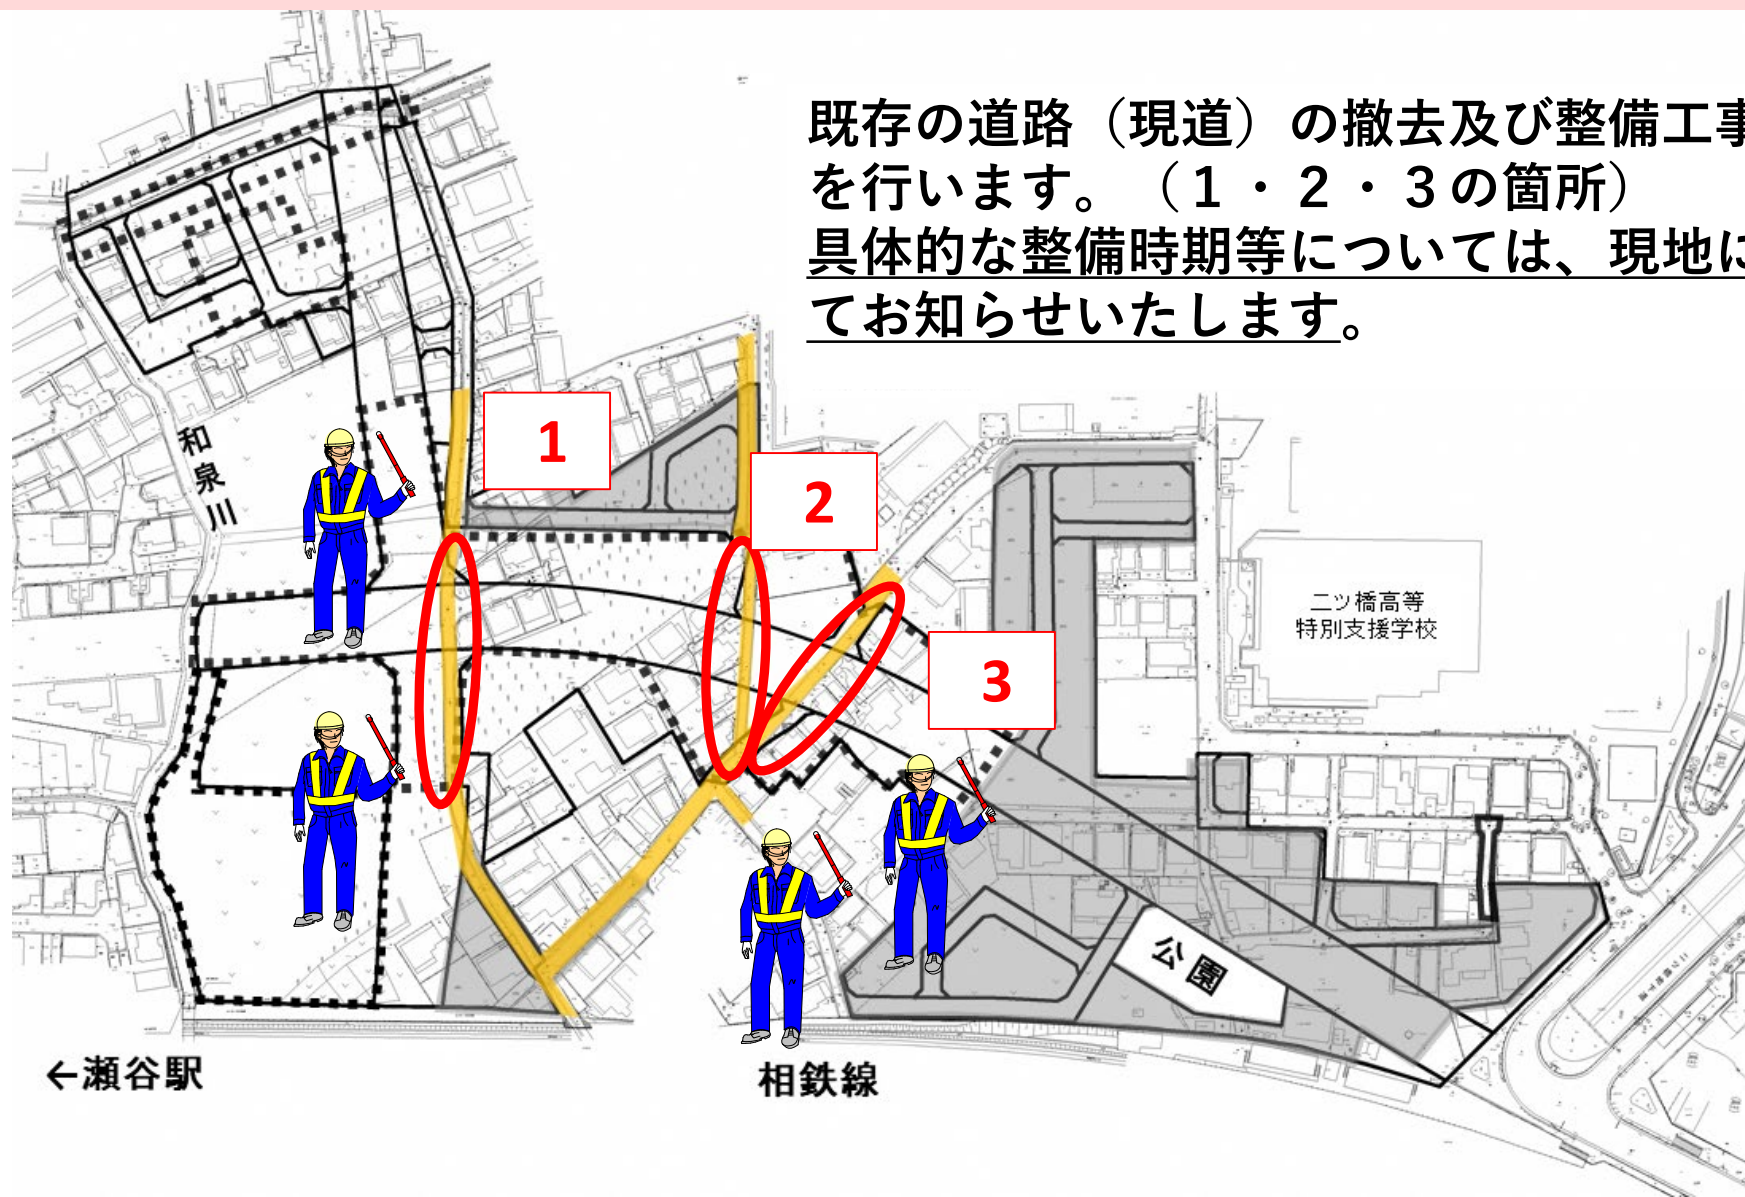 既存の道路（現道）の撤去及び整備工事
を行います。（１・２・３の箇所）
具体的な整備時期等については、現地に
てお知らせいたします。
1
2
3
和泉川
二ツ橋高等
特別支援学校
公園
←瀬谷駅
相鉄線